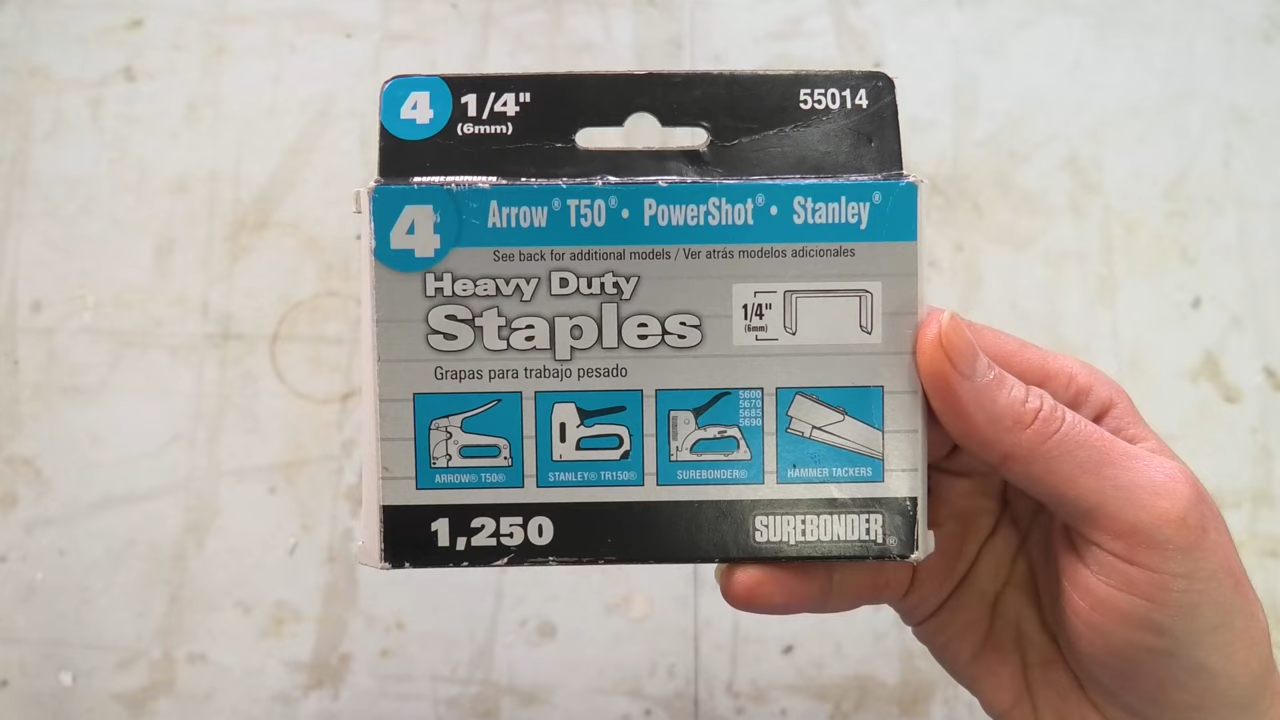 4 1/4" 55014
(6mm)
SUREBONDER
4 Arrow® T50® • PowerShot® • Stanley®
See back for additional models / Ver atrás modelos adicionales
Heavy Duty
Staples
1/4"
(6mm)
Grapas para trabajo pesado
5600
5670
5685
5690
ARROW® T50® STANLEY® TR150® SUREBONDER® HAMMER TACKERS
1,250 SUREBONDER®